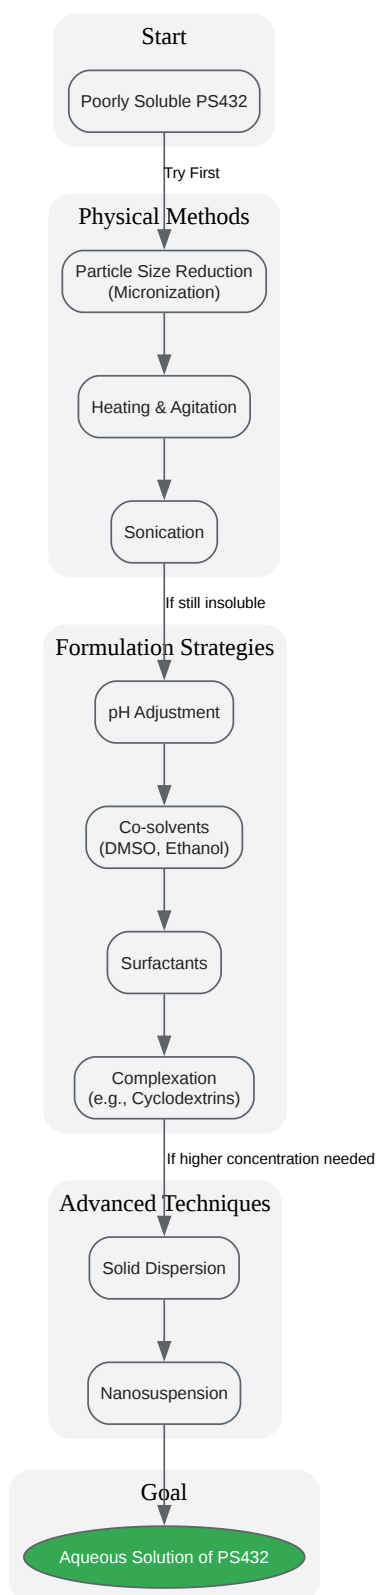 Start
Poorly Soluble PS432
Try First
Physical Methods
Particle Size Reduction
(Micronization)
Heating & Agitation
Sonication
If still insoluble
Formulation Strategies
pH Adjustment
Co-solvents
(DMSO, Ethanol)
Surfactants
Complexation
(e.g., Cyclodextrins)
If higher concentration needed
Advanced Techniques
Solid Dispersion
Nanosuspension
Goal
Aqueous Solution of PS432